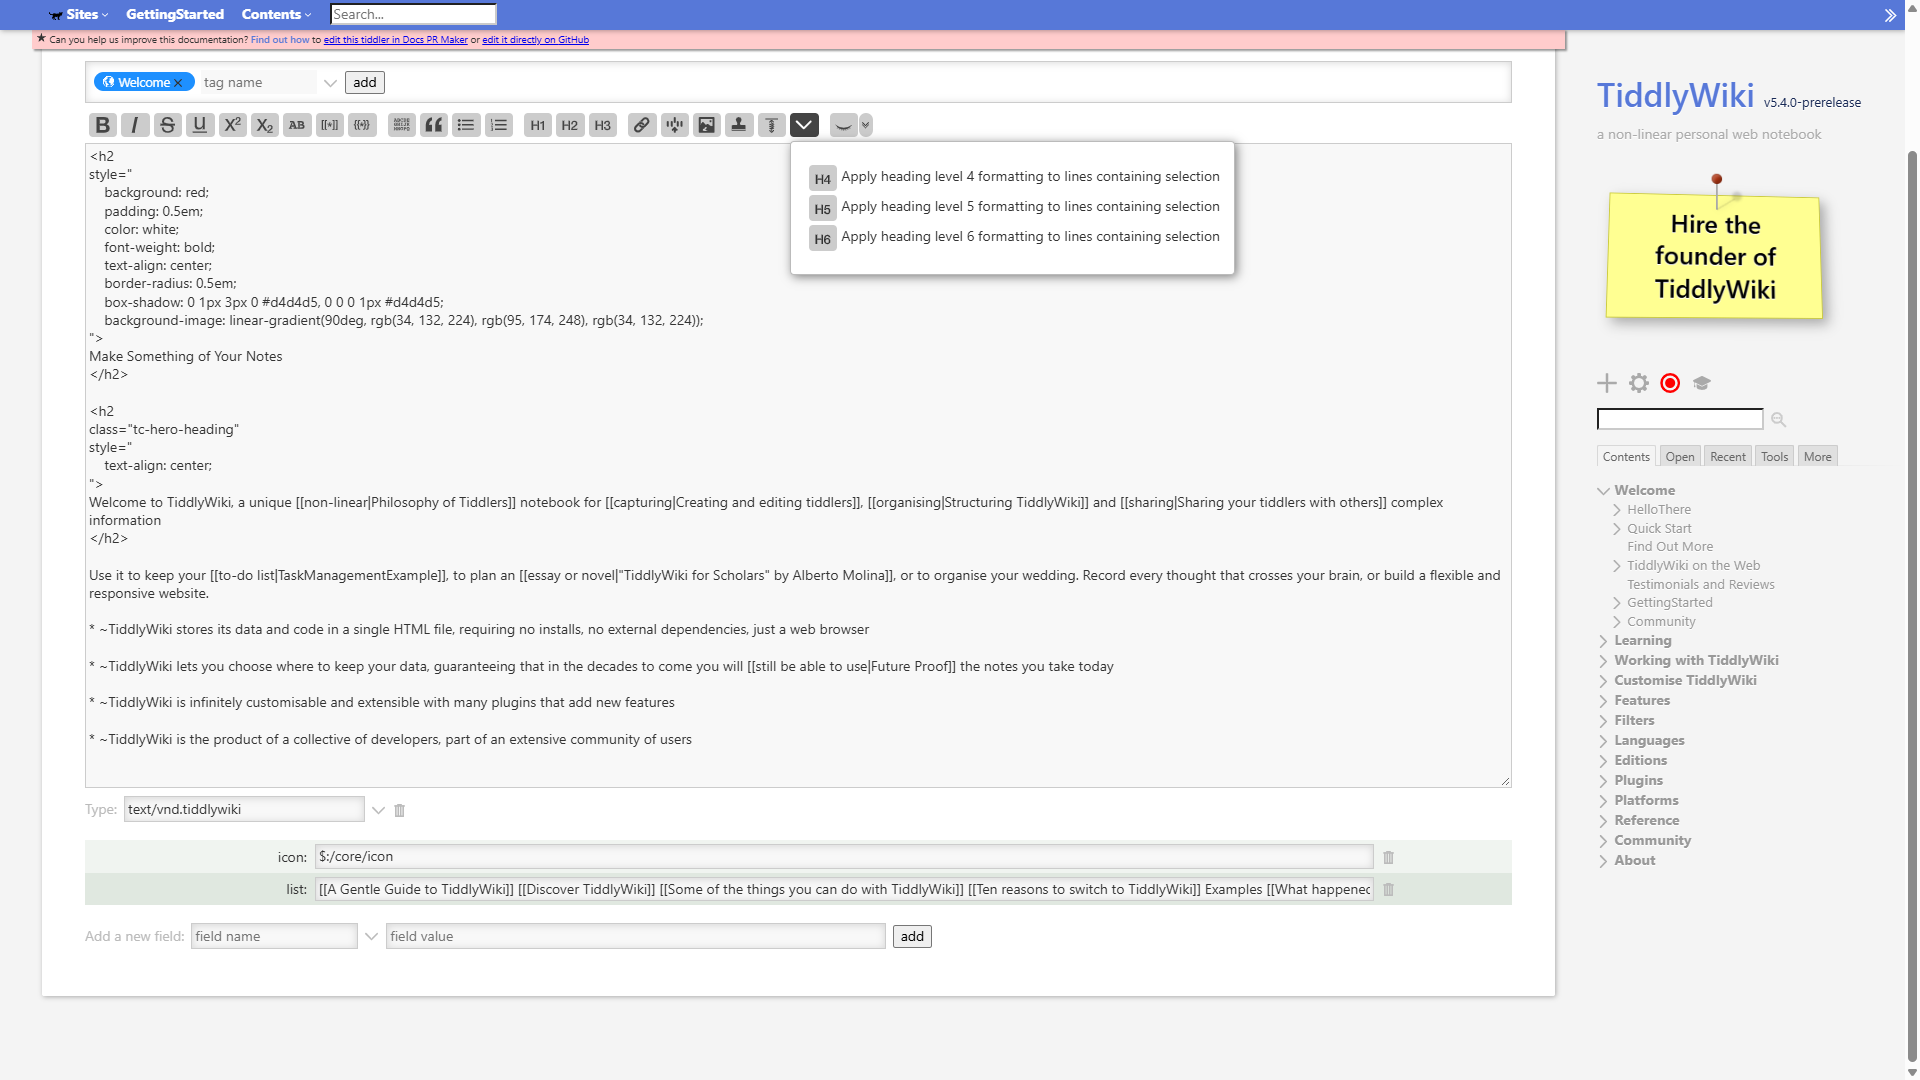 Sites GettingStarted Contents Search...
★ Can you help us improve this documentation? Find out how to edit this tiddler in Docs PR Maker or edit it directly on GitHub
Welcome × tag name add
B I S U X² X₂ AB [[•]] {{•}} H1 H2 H3
H4 Apply heading level 4 formatting to lines containing selection
H5 Apply heading level 5 formatting to lines containing selection
H6 Apply heading level 6 formatting to lines containing selection
<h2
style="
background: red;
padding: 0.5em;
color: white;
font-weight: bold;
text-align: center;
border-radius: 0.5em;
box-shadow: 0 1px 3px 0 #d4d4d5, 0 0 0 1px #d4d4d5;
background-image: linear-gradient(90deg, rgb(34, 132, 224), rgb(95, 174, 248), rgb(34, 132, 224));
">
Make Something of Your Notes
</h2>
<h2
class="tc-hero-heading"
style="
text-align: center;
">
Welcome to TiddlyWiki, a unique [[non-linear|Philosophy of Tiddlers]] notebook for [[capturing|Creating and editing tiddlers]], [[organising|Structuring TiddlyWiki]] and [[sharing|Sharing your tiddlers with others]] complex
information
</h2>
Use it to keep your [[to-do list|TaskManagementExample]], to plan an [[essay or novel|"TiddlyWiki for Scholars" by Alberto Molina]], or to organise your wedding. Record every thought that crosses your brain, or build a flexible and
responsive website.
* ~TiddlyWiki stores its data and code in a single HTML file, requiring no installs, no external dependencies, just a web browser
* ~TiddlyWiki lets you choose where to keep your data, guaranteeing that in the decades to come you will [[still be able to use|Future Proof]] the notes you take today
* ~TiddlyWiki is infinitely customisable and extensible with many plugins that add new features
* ~TiddlyWiki is the product of a collective of developers, part of an extensive community of users
Type: text/vnd.tiddlywiki
icon: $:/core/icon
list: [[A Gentle Guide to TiddlyWiki]] [[Discover TiddlyWiki]] [[Some of the things you can do with TiddlyWiki]] [[Ten reasons to switch to TiddlyWiki]] Examples [[What happened
Add a new field: field name field value add
TiddlyWiki v5.4.0-prerelease
a non-linear personal web notebook
Hire the
founder of
TiddlyWiki
Contents Open Recent Tools More
Welcome
HelloThere
Quick Start
Find Out More
TiddlyWiki on the Web
Testimonials and Reviews
GettingStarted
Community
Learning
Working with TiddlyWiki
Customise TiddlyWiki
Features
Filters
Languages
Editions
Plugins
Platforms
Reference
Community
About